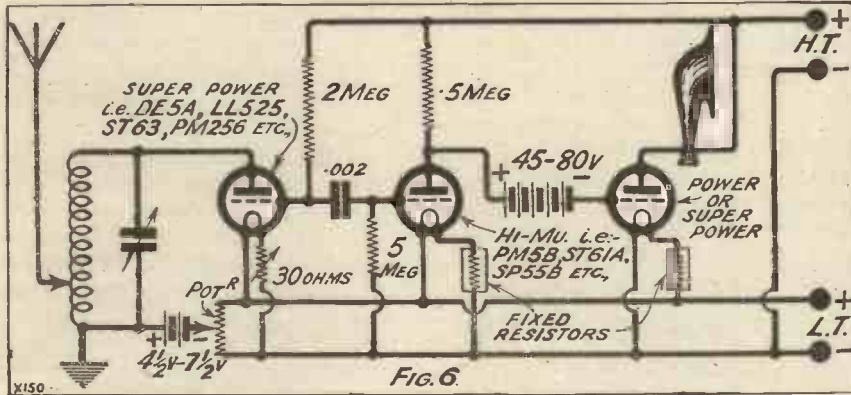 SUPER POWER
i.e. DE5A, LL525,
ST63, PM256 ETC.,
2 MEG
·5 MEG
+
H.T.
-
.002
+
45-80V
-
POWER
OR
SUPER
POWER
HI-MU. i.e:-
PM5B, ST61A,
SP55B ETC.,
5
MEG
30 OHMS
POT R
+
-
4½V-7½V
FIXED
RESISTORS
+
L.T.
-
X150
FIG. 6.